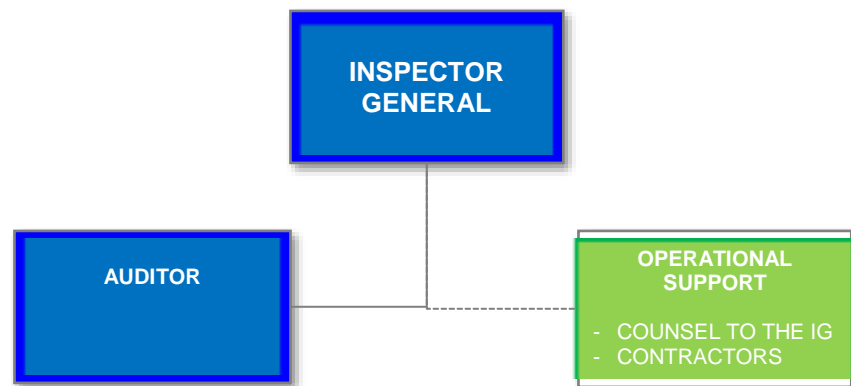 INSPECTOR
GENERAL
AUDITOR
OPERATIONAL
SUPPORT
- COUNSEL TO THE IG
- CONTRACTORS